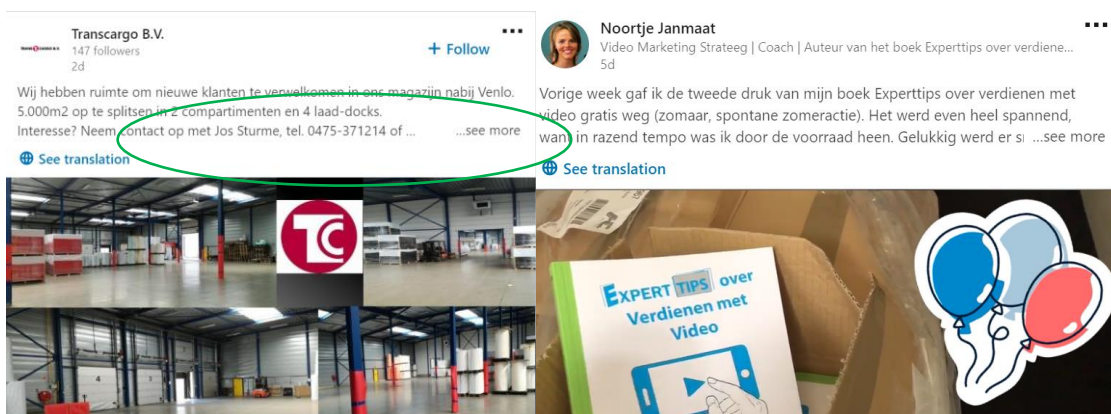 Transcargo B.V.
147 followers
2d
+ Follow
Wij hebben ruimte om nieuwe klanten te verwelkomen in ons magazijn nabij Venlo.
5.000m2 op te splitsen in 2 compartimenten en 4 laad-docks.
Interesse? Neem contact op met Jos Sturme, tel. 0475-371214 of ... ...see more
See translation
TC
4
3
Noortje Janmaat
Video Marketing Strateeg | Coach | Auteur van het boek Experttips over verdiene...
5d
Vorige week gaf ik de tweede druk van mijn boek Experttips over verdienen met
video gratis weg (zomaar, spontane zomeractie). Het werd even heel spannend,
want in razend tempo was ik door de voorraad heen. Gelukkig werd er ...see more
See translation
EXPERT TIPS over
Verdienen met
Video